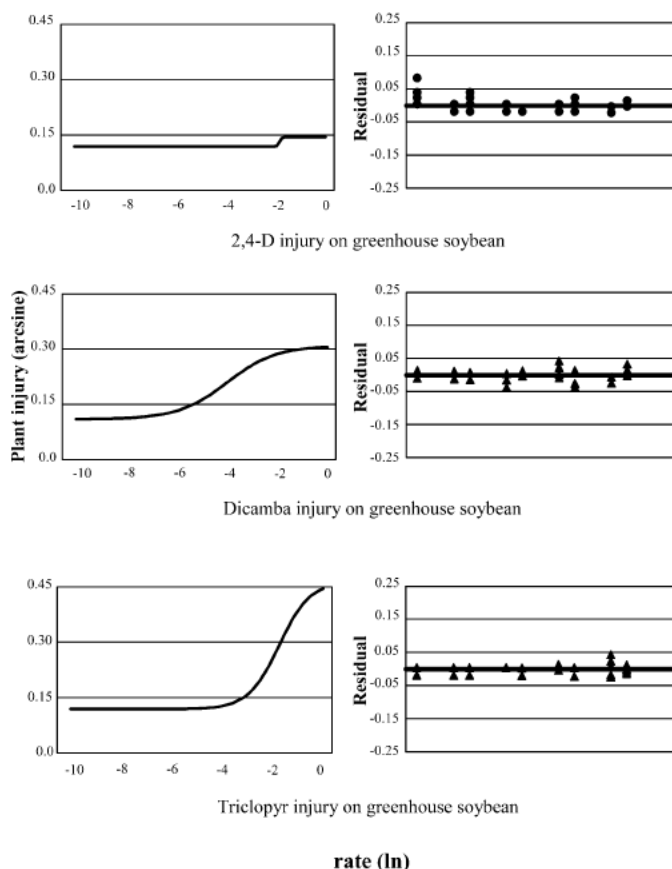 0.45
0.30
0.15
0.0
-10 -8 -6 -4 -2 0
0.25
0.15
0.05
-0.05
-0.15
-0.25
Residual
2,4-D injury on greenhouse soybean
Plant injury (arcsine)
0.45
0.30
0.15
0.0
-10 -8 -6 -4 -2 0
0.25
0.15
0.05
-0.05
-0.15
-0.25
Residual
Dicamba injury on greenhouse soybean
0.45
0.30
0.15
0.0
-10 -8 -6 -4 -2 0
0.25
0.15
0.05
-0.05
-0.15
-0.25
Residual
Triclopyr injury on greenhouse soybean
rate (ln)